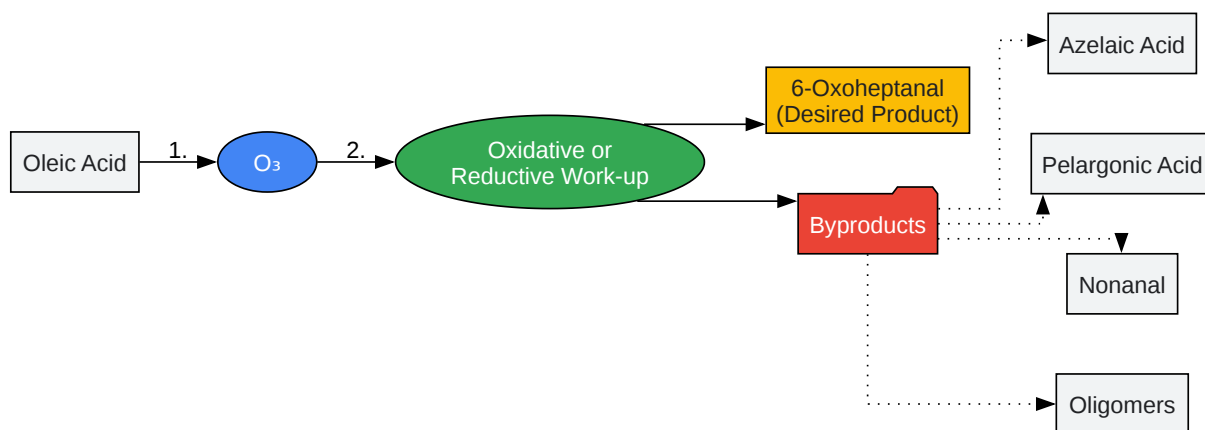 Oleic Acid
1.
O₃
2.
Oxidative or
Reductive Work-up
6-Oxoheptanal
(Desired Product)
Byproducts
Azelaic Acid
Pelargonic Acid
Nonanal
Oligomers